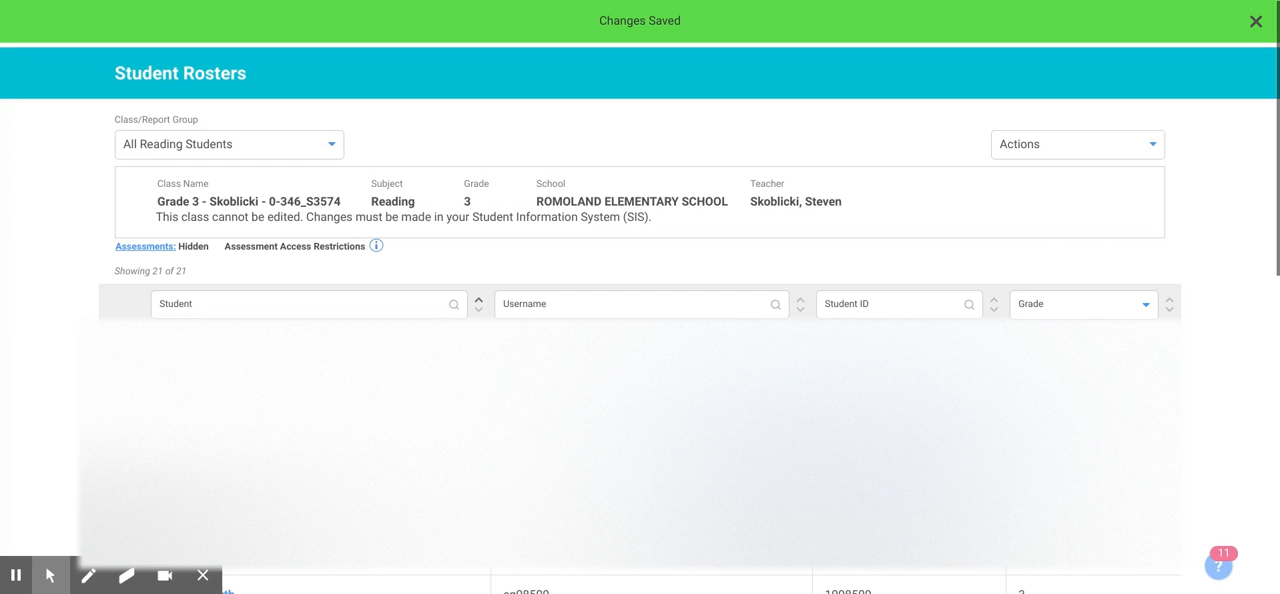 Changes Saved
Student Rosters
Class/Report Group
All Reading Students
Actions
Class Name Subject Grade School Teacher
Grade 3 - Skoblicki - 0-346_S3574 Reading 3 ROMOLAND ELEMENTARY SCHOOL Skoblicki, Steven
This class cannot be edited. Changes must be made in your Student Information System (SIS).
Assessments: Hidden Assessment Access Restrictions i
Showing 21 of 21
Student Username Student ID Grade
11
?